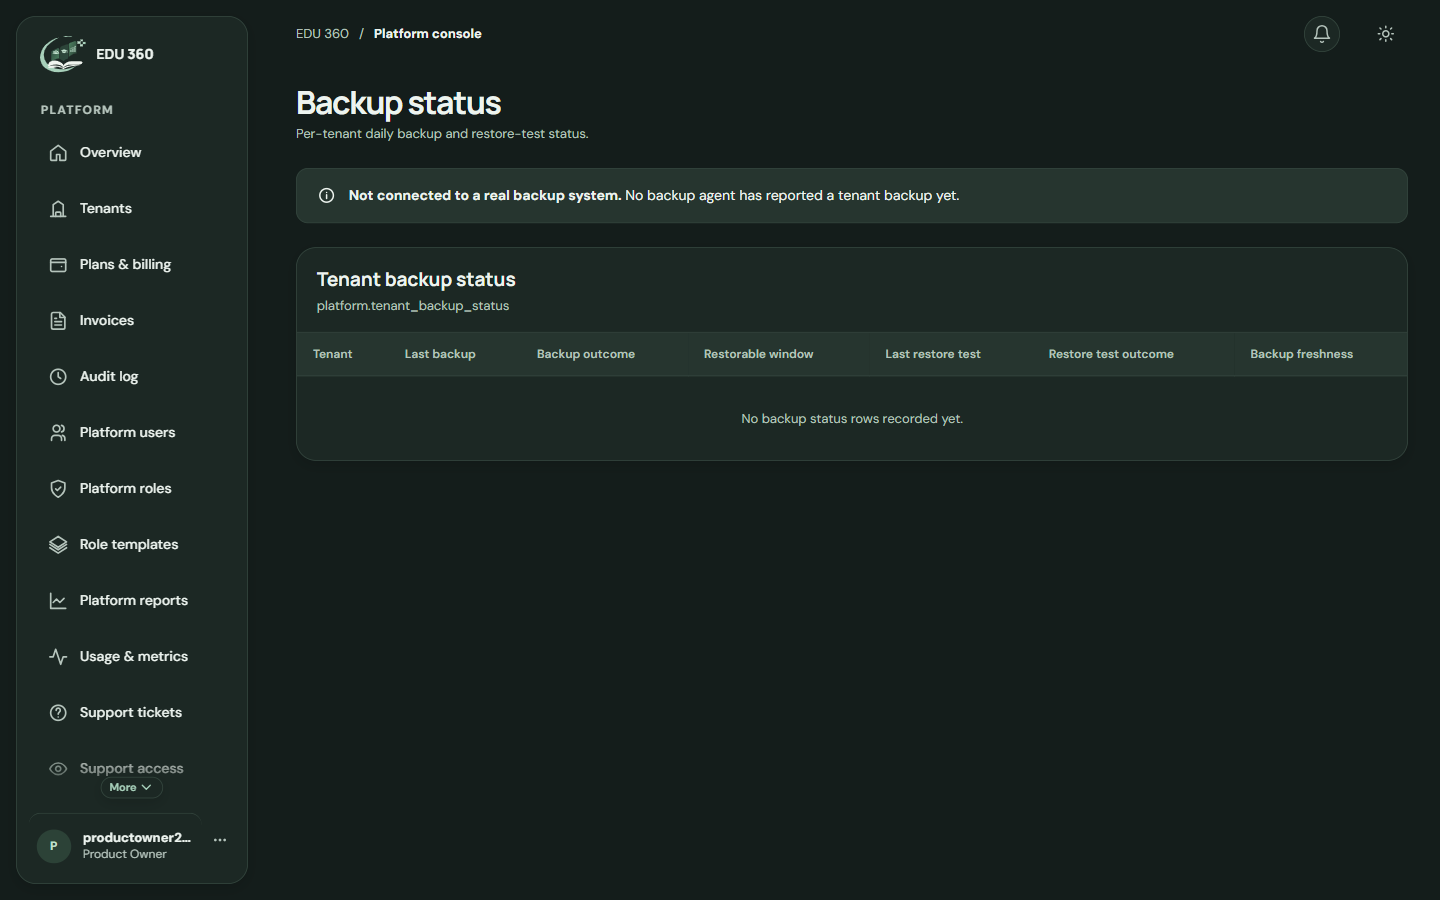 EDU 360
PLATFORM
Overview
Tenants
Plans & billing
Invoices
Audit log
Platform users
Platform roles
Role templates
Platform reports
Usage & metrics
Support tickets
Support access
More
P
productowner2...
Product Owner
EDU 360 / Platform console
Backup status
Per-tenant daily backup and restore-test status.
Not connected to a real backup system. No backup agent has reported a tenant backup yet.
Tenant backup status
platform.tenant_backup_status
Tenant Last backup Backup outcome Restorable window Last restore test Restore test outcome Backup freshness
No backup status rows recorded yet.